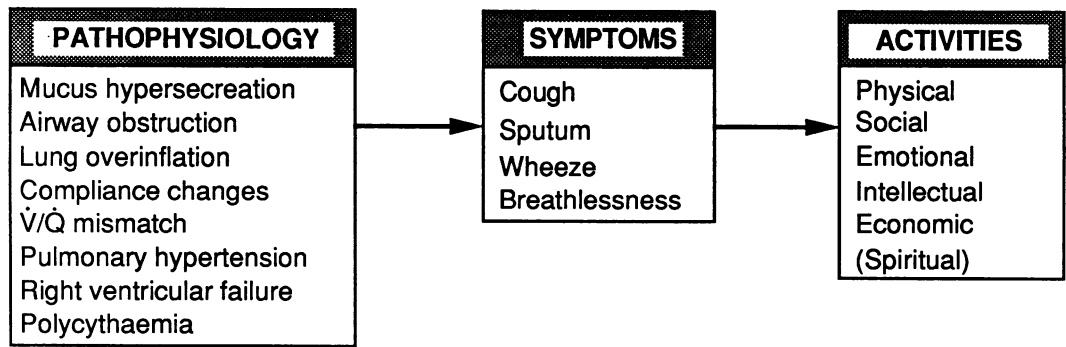 PATHOPHYSIOLOGY
Mucus hypersecreation
Airway obstruction
Lung overinflation
Compliance changes
V̇/Q̇ mismatch
Pulmonary hypertension
Right ventricular failure
Polycythaemia
SYMPTOMS
Cough
Sputum
Wheeze
Breathlessness
ACTIVITIES
Physical
Social
Emotional
Intellectual
Economic
(Spiritual)